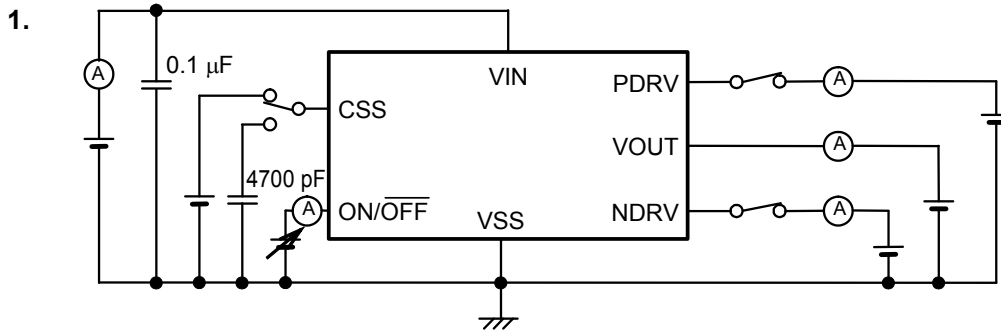 1.
A
0.1 μF
VIN
PDRV
A
CSS
VOUT
A
4700 pF
A
ON/OFF
VSS
NDRV
A